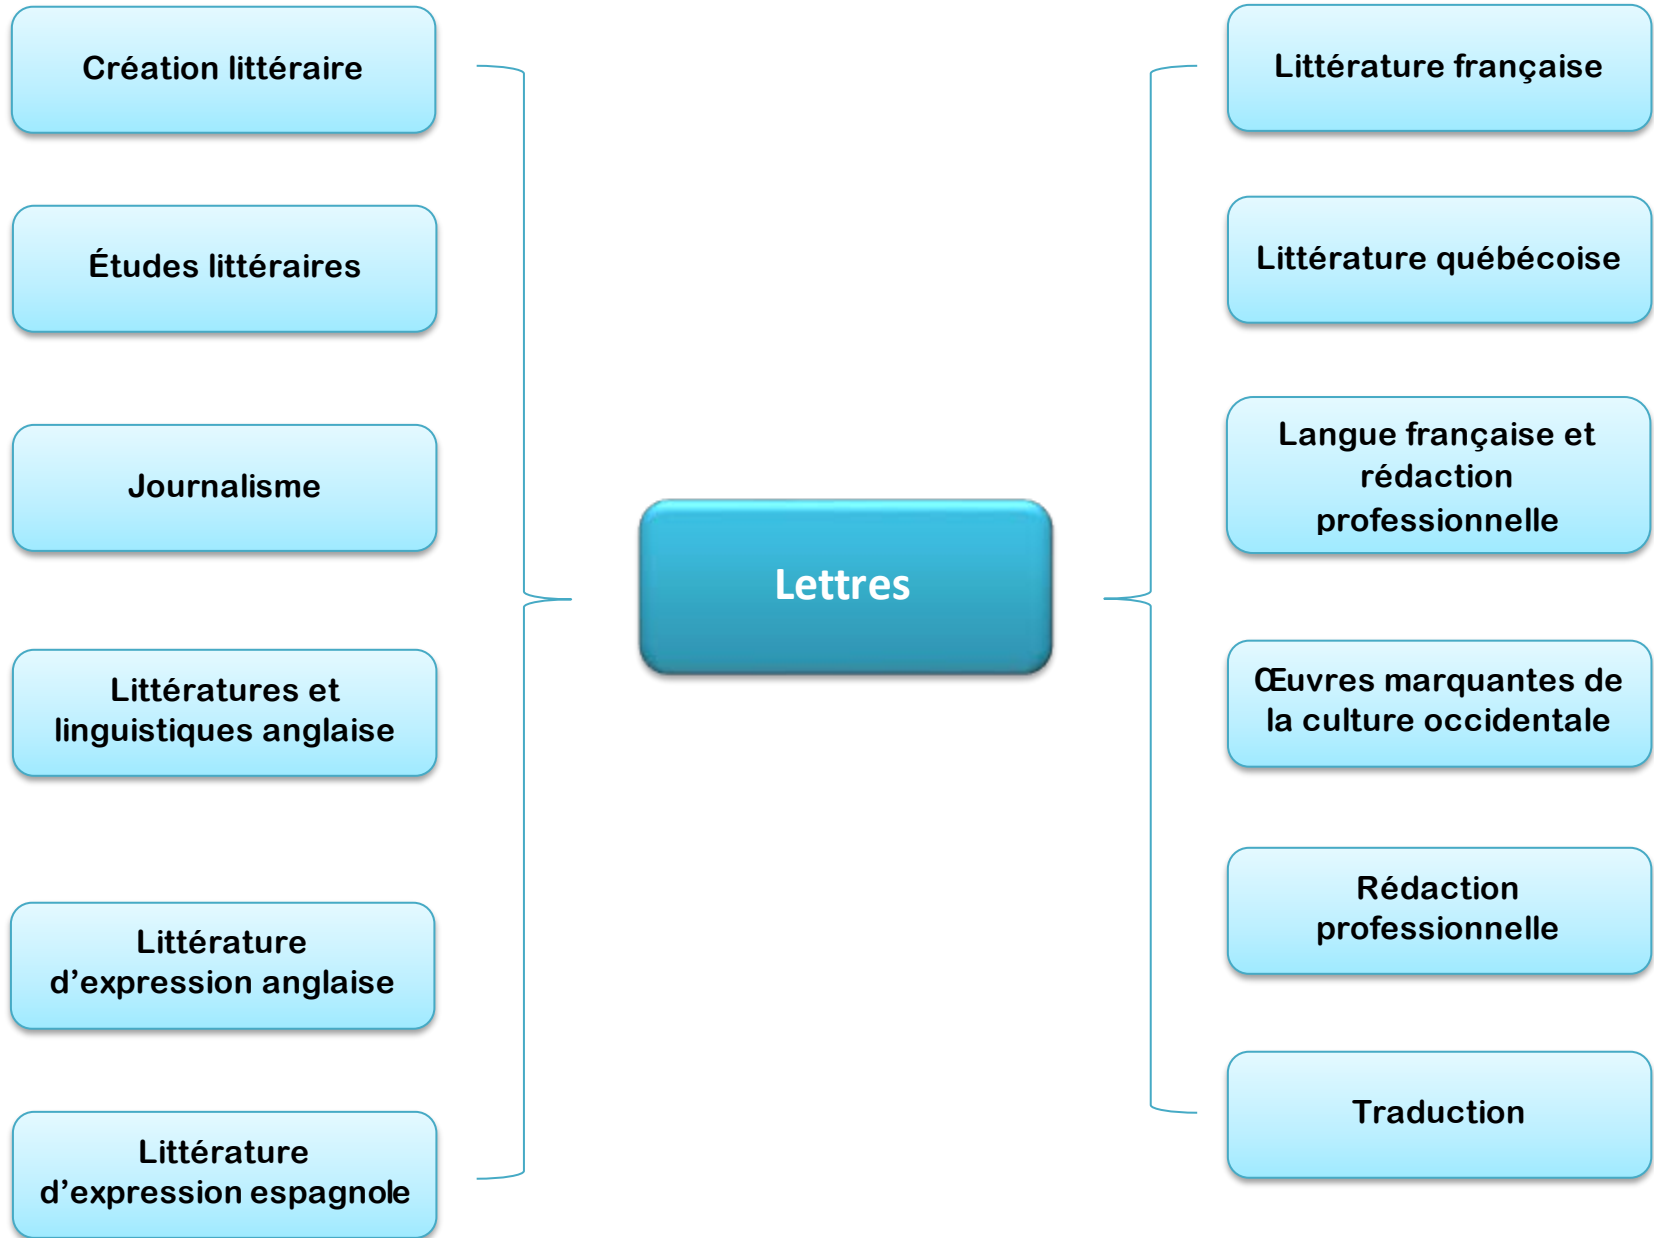 Création littéraire
Études littéraires
Journalisme
Littératures et
linguistiques anglaise
Littérature
d’expression anglaise
Littérature
d’expression espagnole
Lettres
Littérature française
Littérature québécoise
Langue française et
rédaction
professionnelle
Œuvres marquantes de
la culture occidentale
Rédaction
professionnelle
Traduction